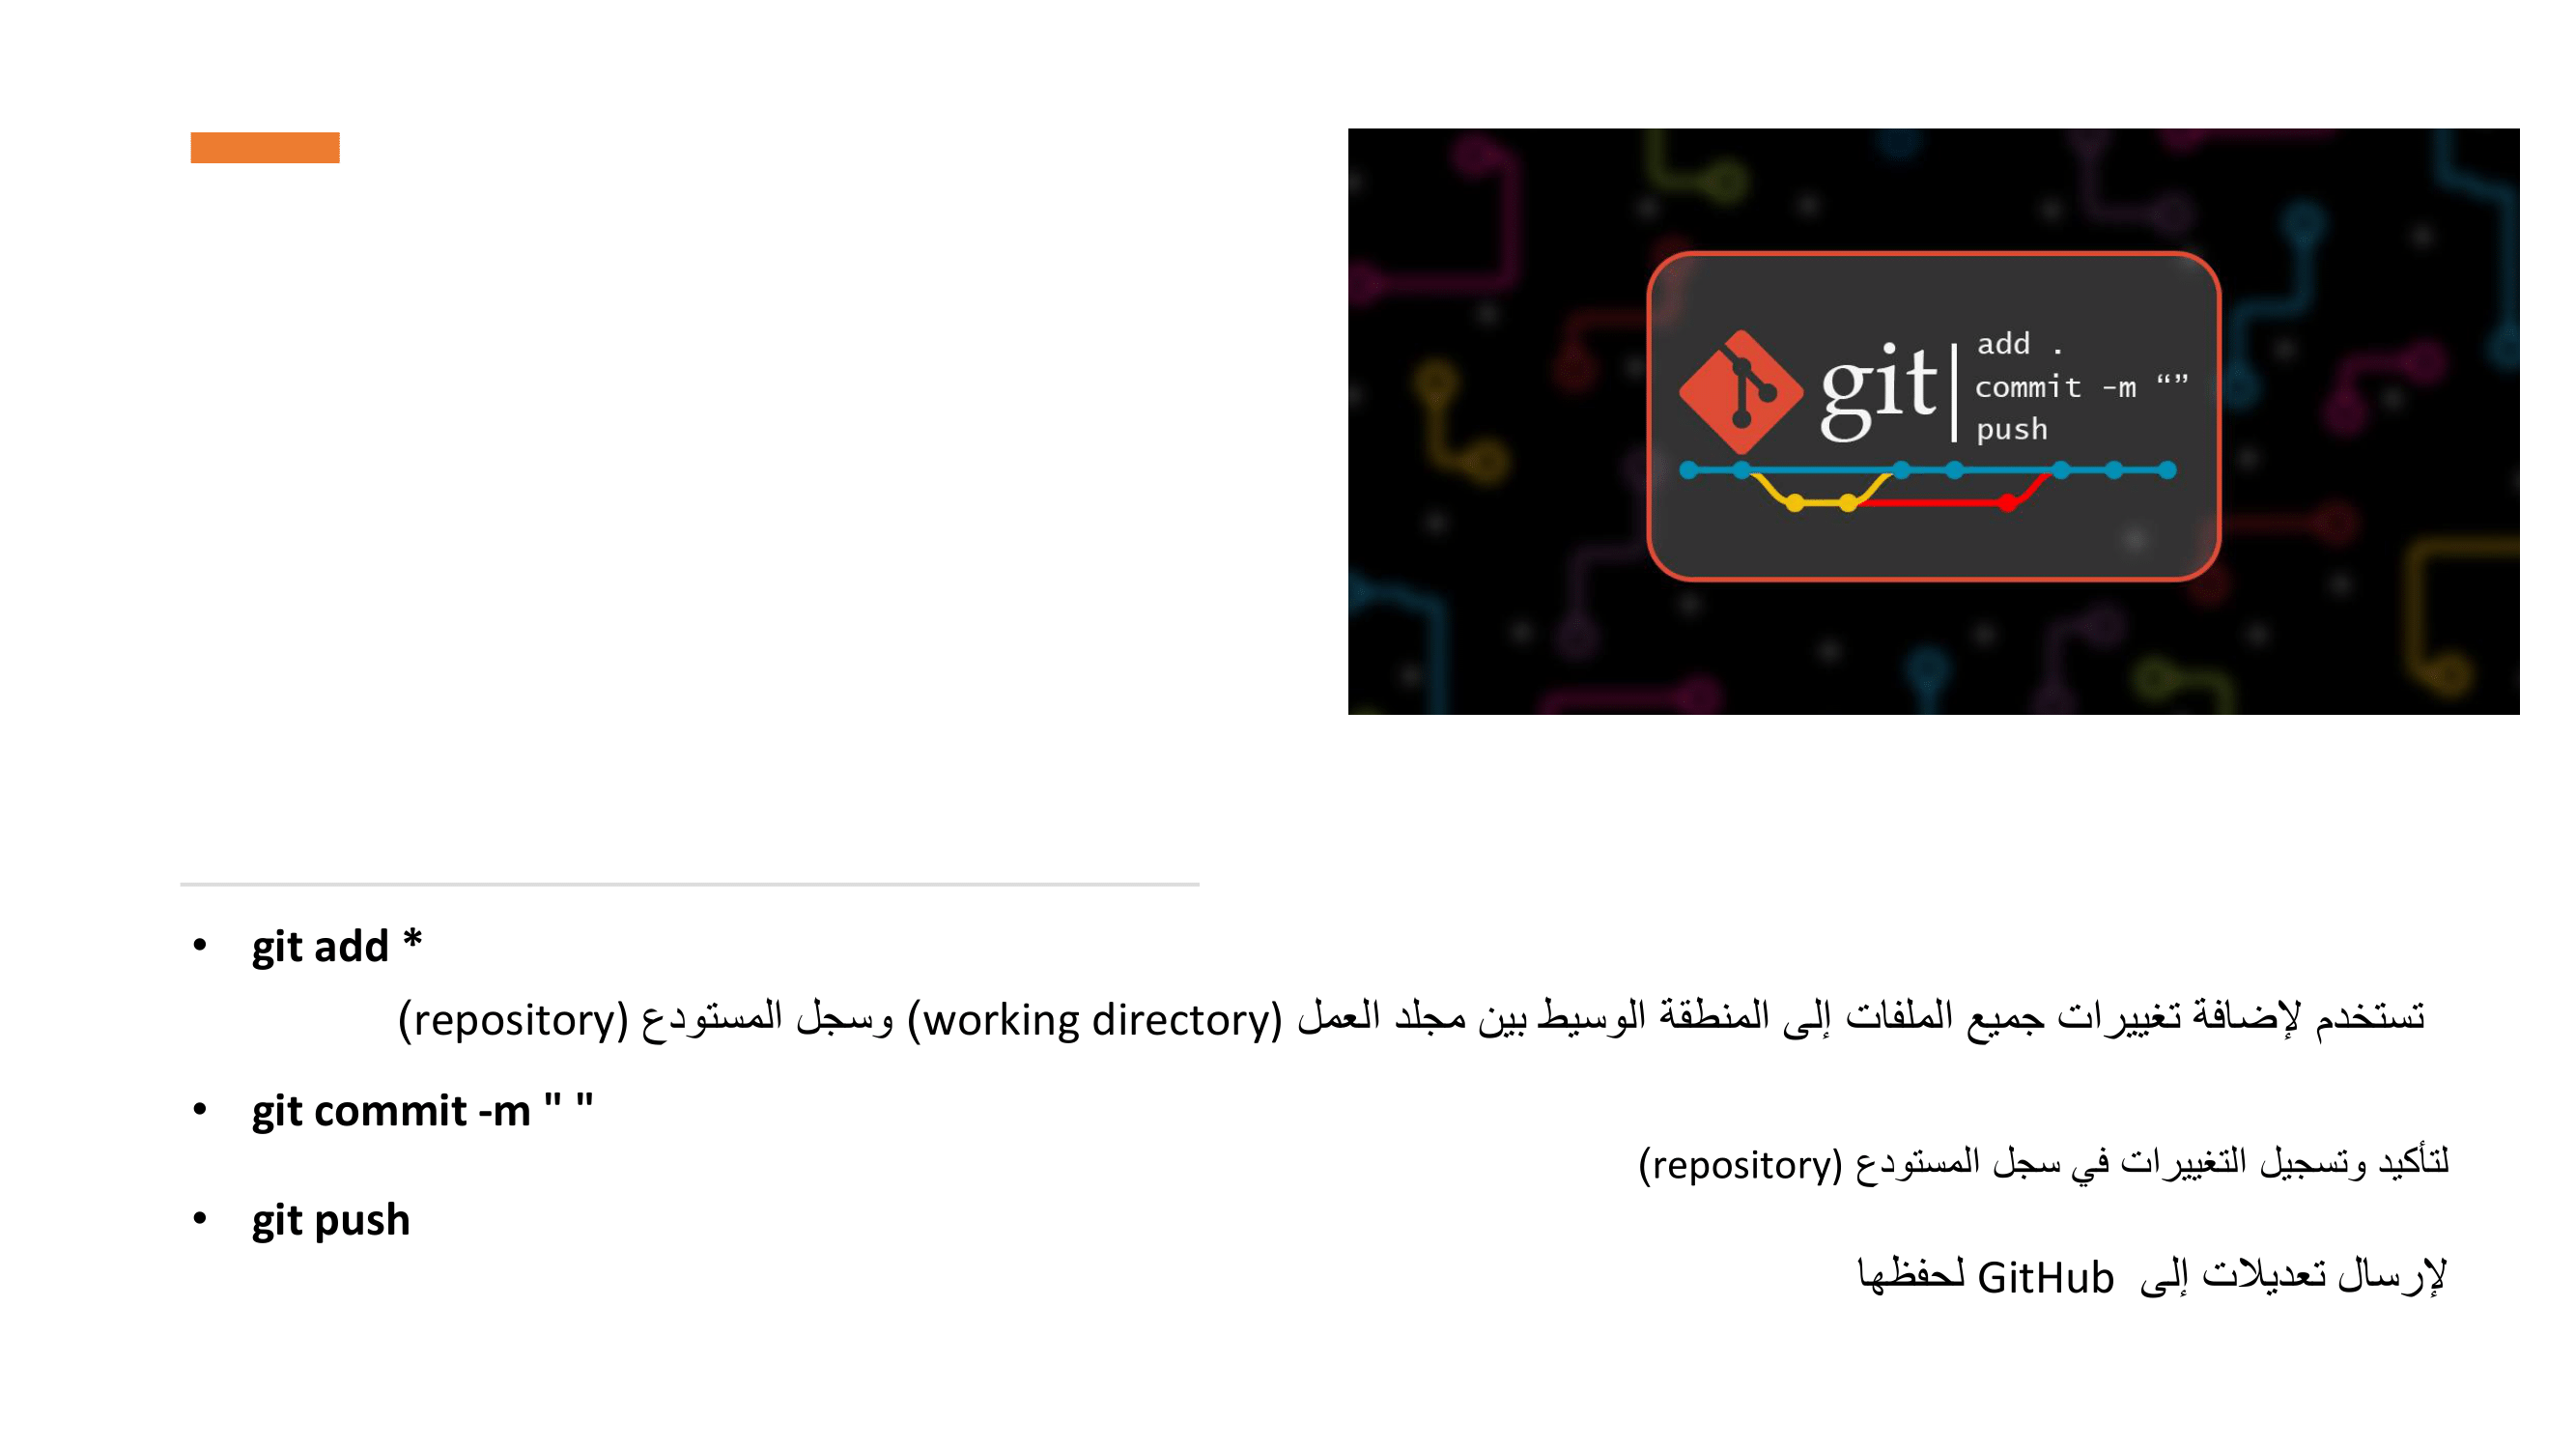 git
add .
commit -m “”
push
• git add *
تستخدم لإضافة تغييرات جميع الملفات إلى المنطقة الوسيط بين مجلد العمل (working directory) وسجل المستودع (repository)
• git commit -m " "
لتأكيد وتسجيل التغييرات في سجل المستودع (repository)
• git push
لإرسال تعديلات إلى GitHub لحفظها